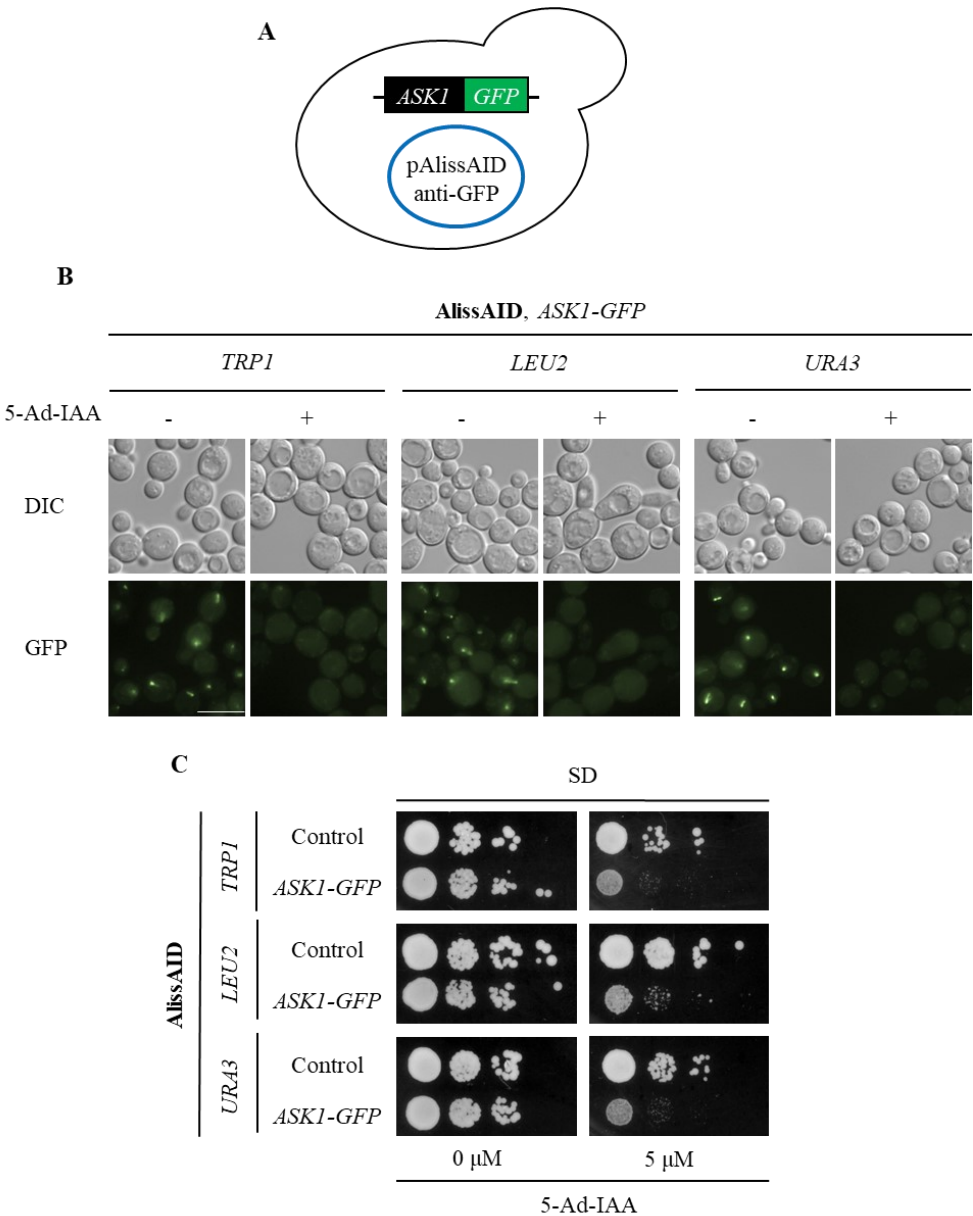 A
ASK1 GFP
pAlissAID
anti-GFP
B
AlissAID, ASK1-GFP
TRP1 LEU2 URA3
5-Ad-IAA - + - + - +
DIC
GFP
C
SD
AlissAID
TRP1
Control
ASK1-GFP
LEU2
Control
ASK1-GFP
URA3
Control
ASK1-GFP
0 μM 5 μM
5-Ad-IAA